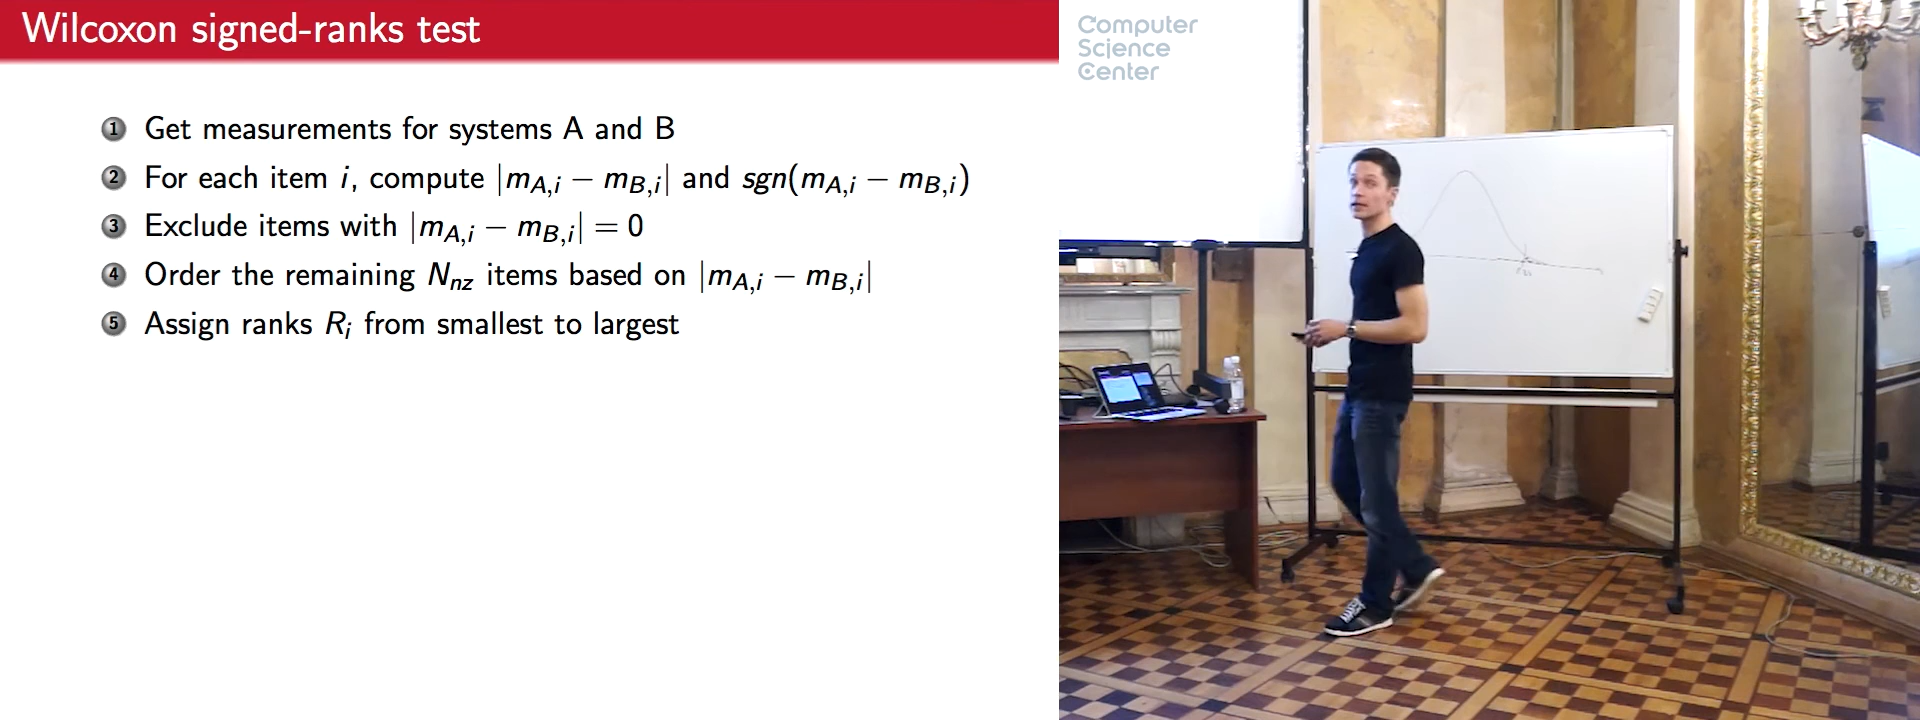 Wilcoxon signed-ranks test
1 Get measurements for systems A and B
2 For each item i, compute |m_{A,i} − m_{B,i}| and sgn(m_{A,i} − m_{B,i})
3 Exclude items with |m_{A,i} − m_{B,i}| = 0
4 Order the remaining N_{nz} items based on |m_{A,i} − m_{B,i}|
5 Assign ranks R_i from smallest to largest
Computer
Science
Center